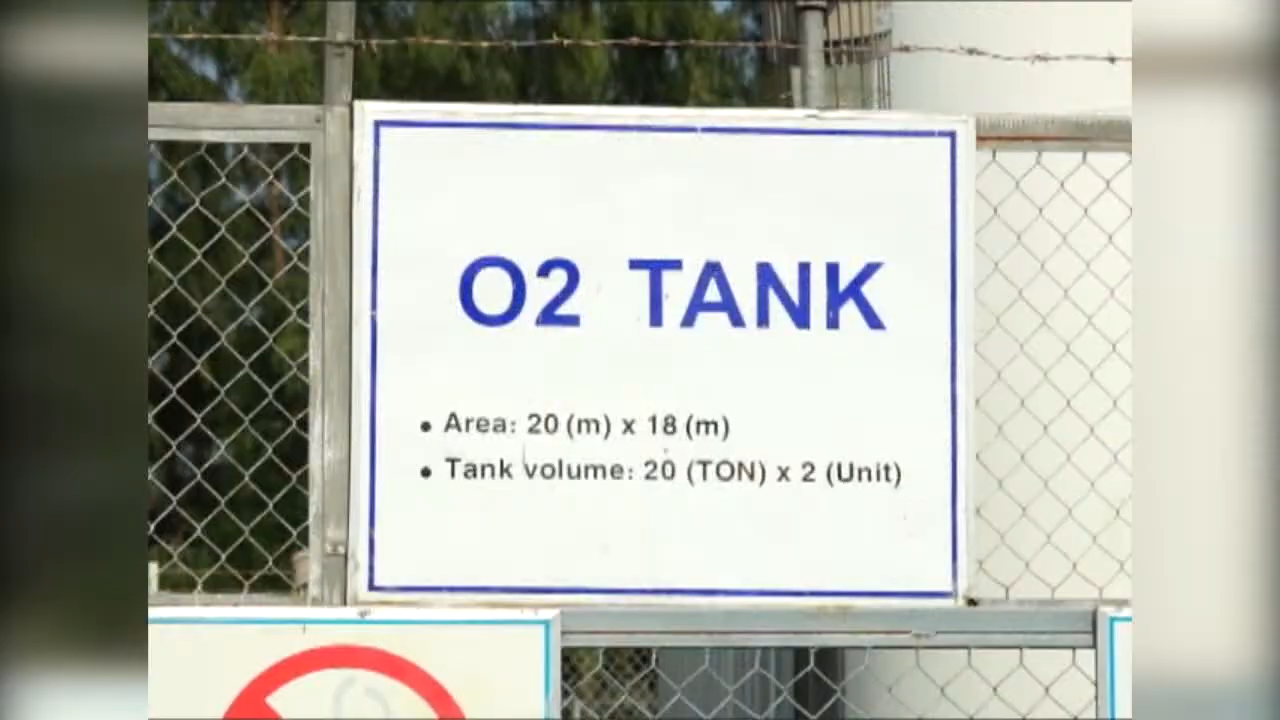 O2 TANK
• Area: 20 (m) x 18 (m)
• Tank volume: 20 (TON) x 2 (Unit)